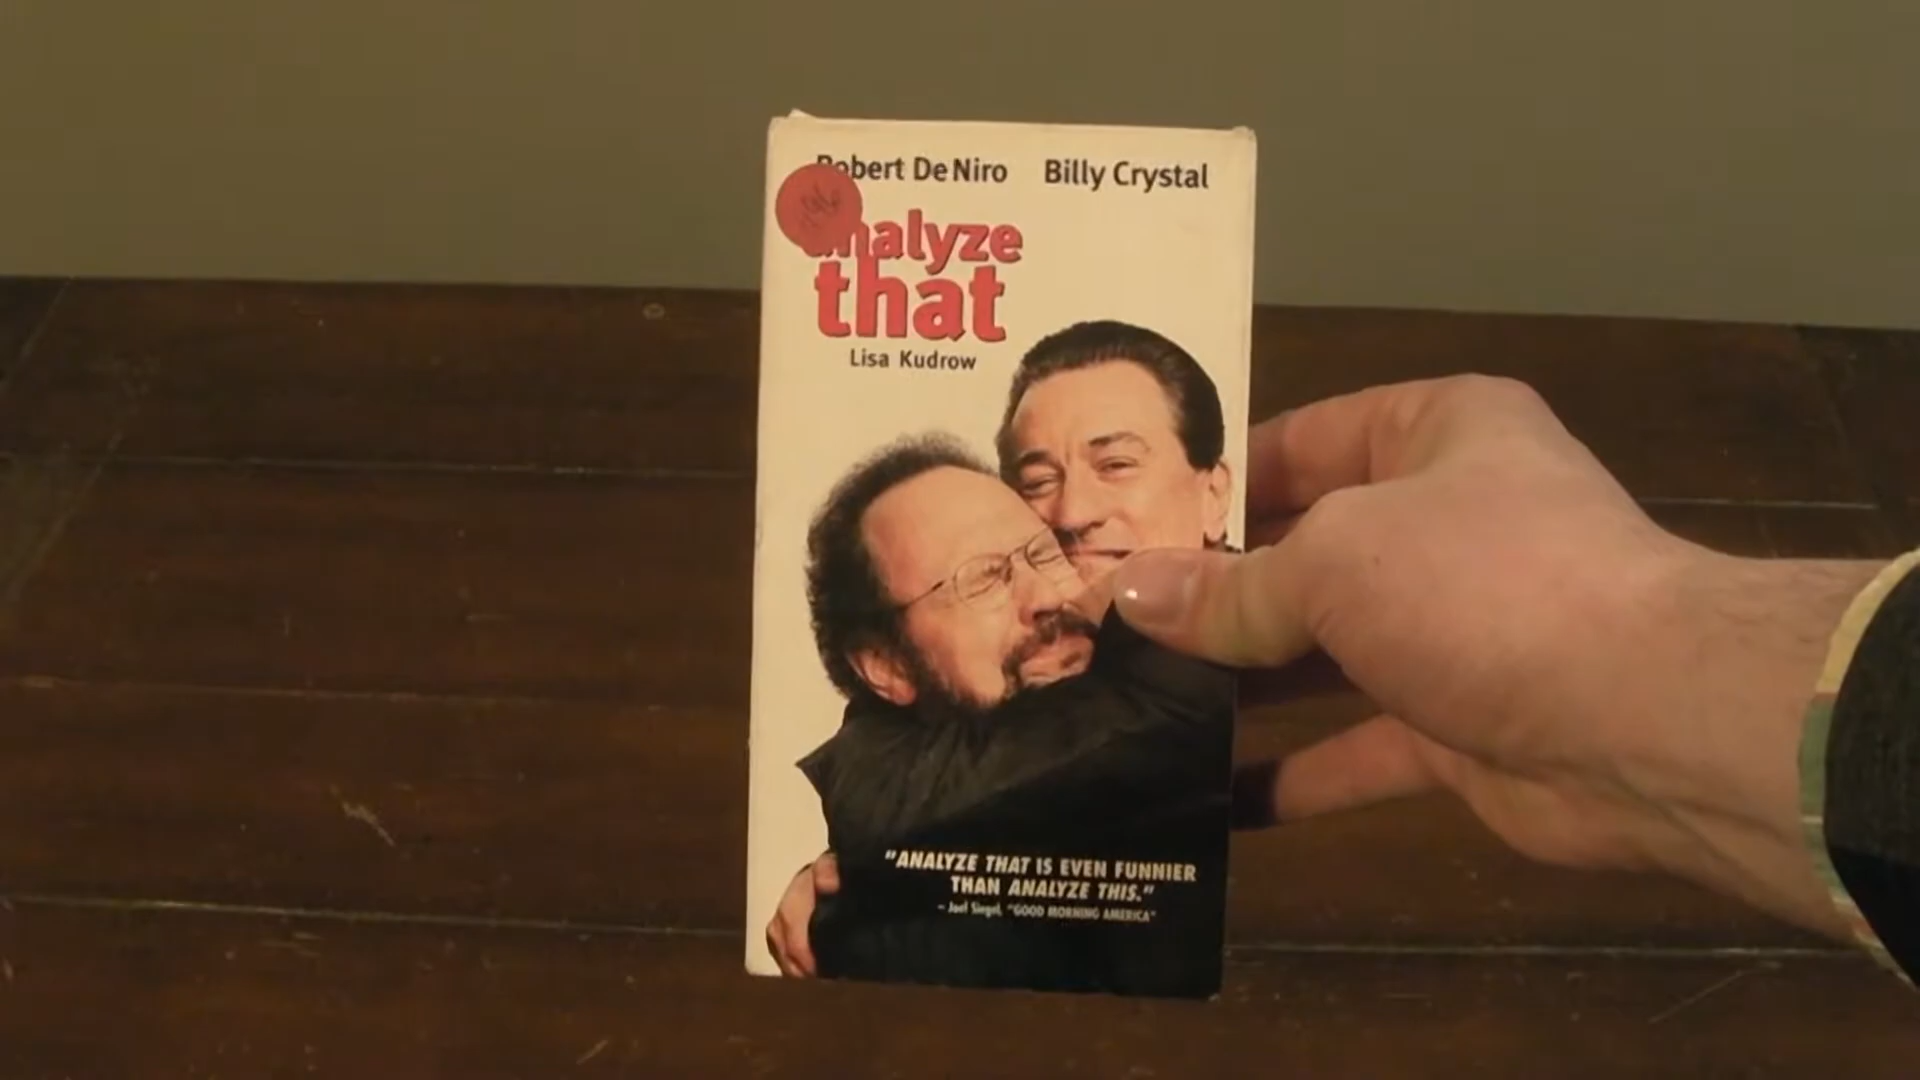 Robert De Niro Billy Crystal
analyze
that
Lisa Kudrow
"ANALYZE THAT IS EVEN FUNNIER
THAN ANALYZE THIS."
- Joel Siegel, "GOOD MORNING AMERICA"